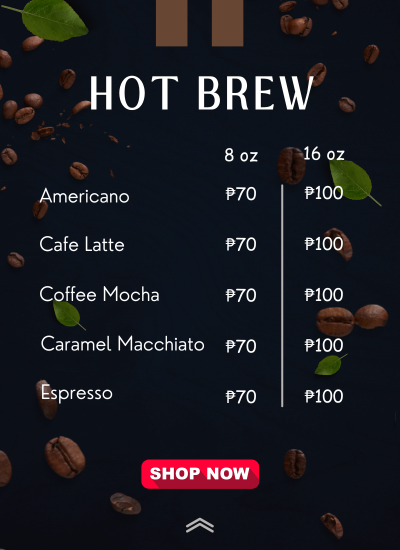 HOT BREW
8 oz 16 oz
Americano ₱70 ₱100
Cafe Latte ₱70 ₱100
Coffee Mocha ₱70 ₱100
Caramel Macchiato ₱70 ₱100
Espresso ₱70 ₱100
SHOP NOW